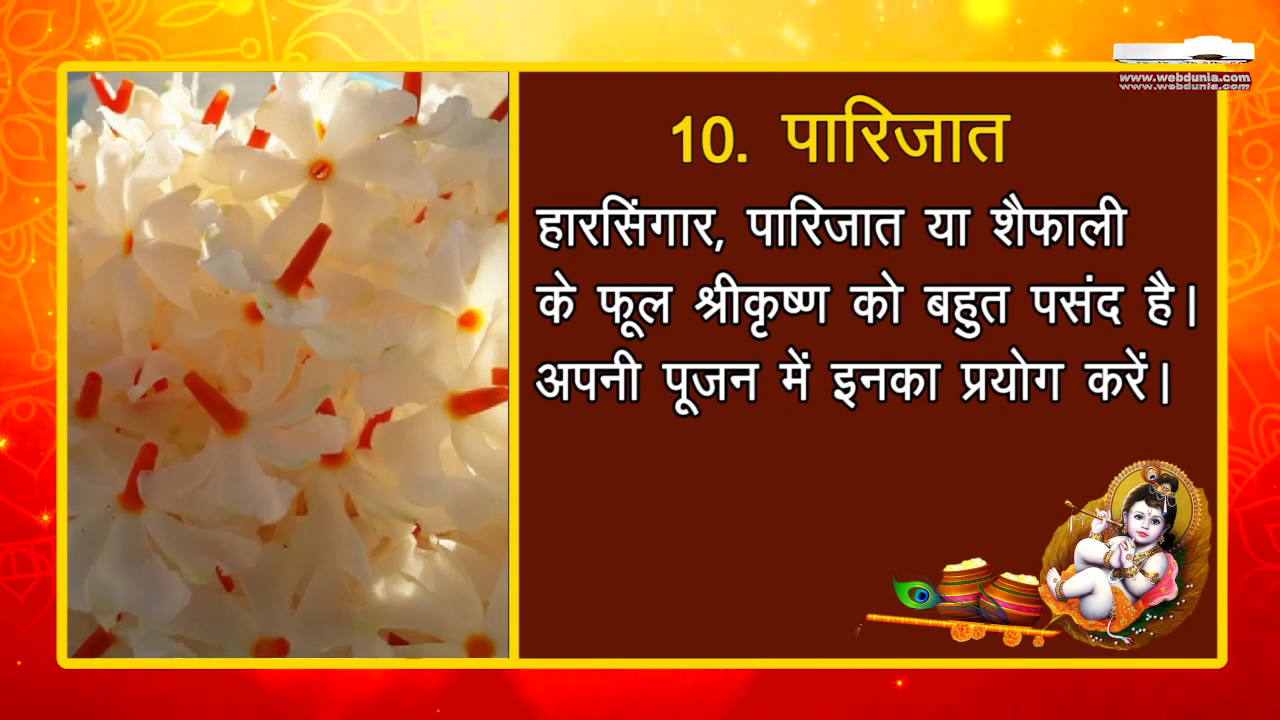 www.webdunia.com
10. पारिजात
हारसिंगार, पारिजात या शैफाली
के फूल श्रीकृष्ण को बहुत पसंद है।
अपनी पूजन में इनका प्रयोग करें।